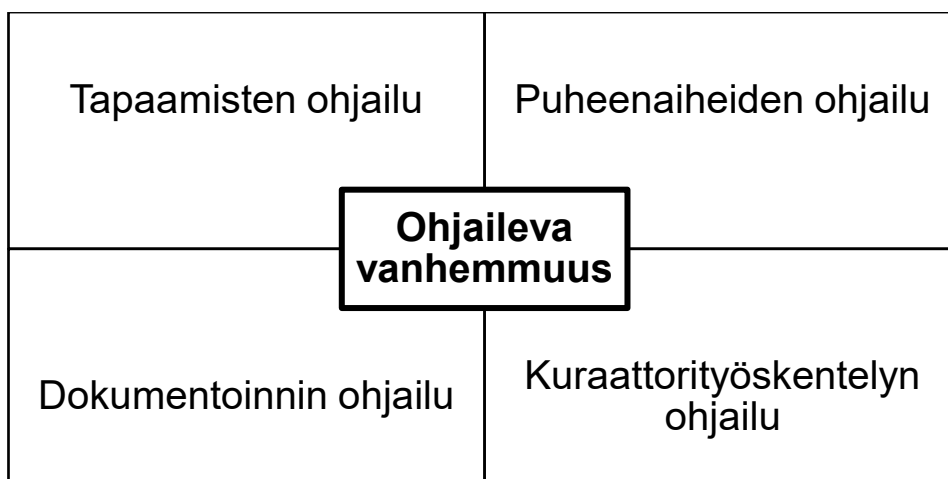 Tapaamisten ohjailu
Puheenaiheiden ohjailu
Ohjaileva
vanhemmuus
Dokumentoinnin ohjailu
Kuraattorityöskentelyn
ohjailu